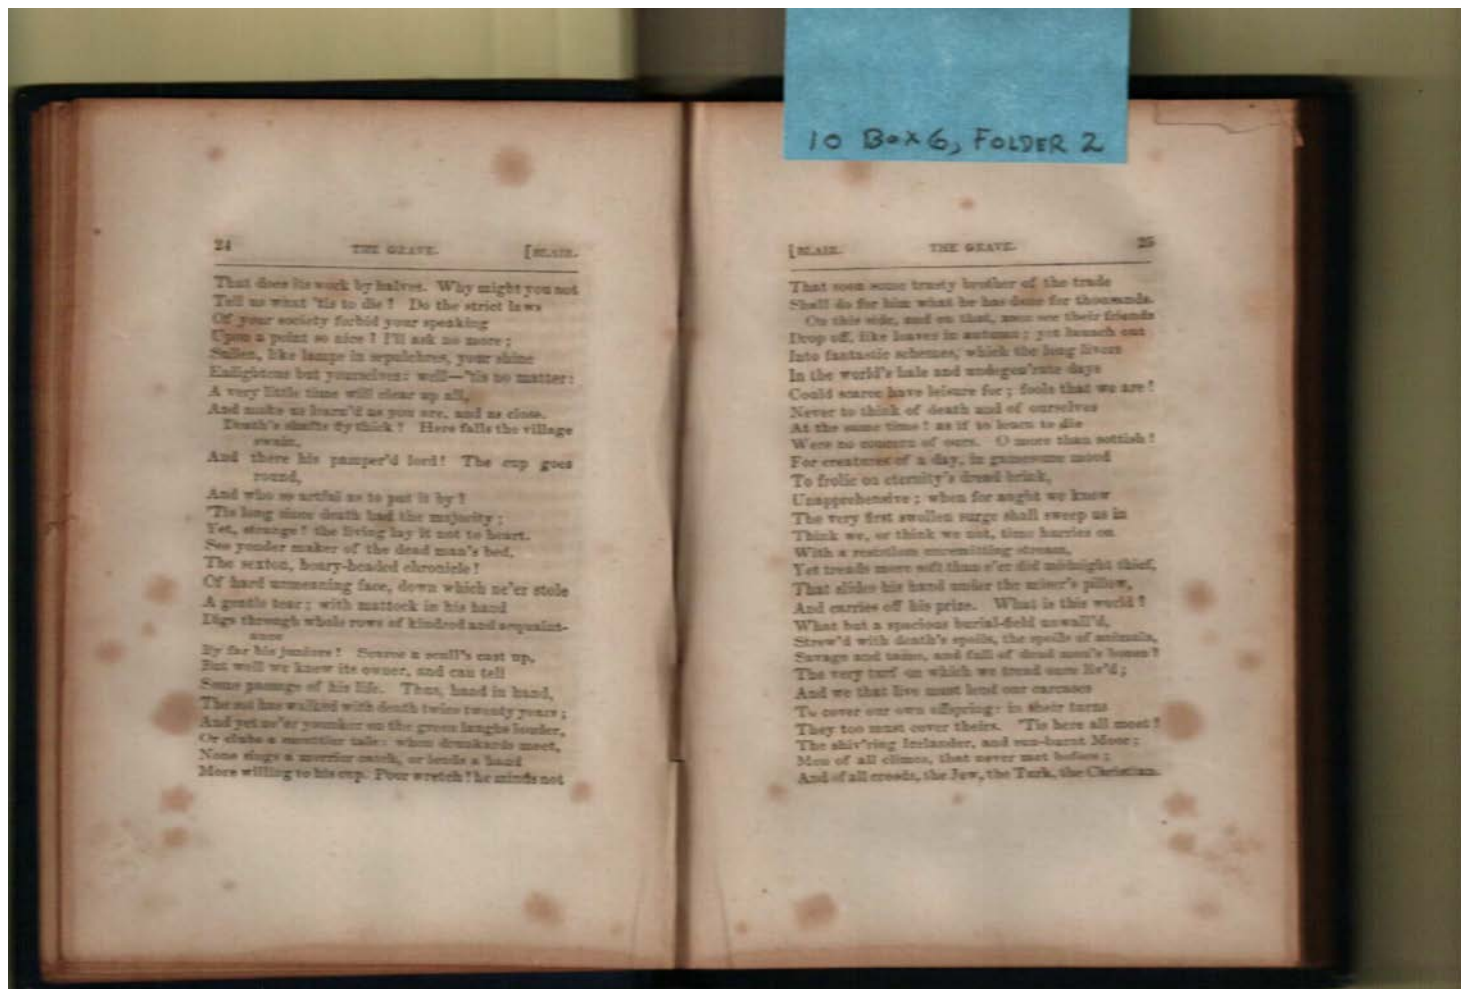 10 Box 6, FOLDER 2
24 THE GRAVE. [BLAIR.
That does its work by halves. Why might you not
Tell us what 'tis to die? Do the strict laws
Of your society forbid your speaking
Upon a point so nice? I'll ask no more;
Sullen, like lamps in sepulchres, your shine
Enlightens but yourselves: well—'tis no matter:
A very little time will clear up all,
And make us learn'd as you are, and as close.
Death's shafts fly thick! Here falls the village
swain,
And there his pamper'd lord! The cup goes
round,
And who so artful as to put it by?
'Tis long since death had the majority;
Yet, strange! the living lay it not to heart.
See yonder maker of the dead man's bed,
The sexton, hoary-headed chronicle!
Of hard unmeaning face, down which ne'er stole
A gentle tear; with mattock in his hand
Digs through whole rows of kindred and acquaint-
ance
By far his juniors! Scarce a scull's cast up,
But well he knew its owner, and can tell
Some passage of his life. Thus, hand in hand,
The sot has walked with death twice twenty years;
And yet ne'er younker on the green laughs louder,
Or clubs a smuttier tale: when drunkards meet,
None sings a merrier catch, or lends a hand
More willing to his cup. Poor wretch! he minds not
[BLAIR. THE GRAVE. 25
That soon some trusty brother of the trade
Shall do for him what he has done for thousands.
On this side, and on that, men see their friends
Drop off, like leaves in autumn; yet launch out
Into fantastic schemes, which the long livers
In the world's hale and undegen'rate days
Could scarce have leisure for; fools that we are!
Never to think of death and of ourselves
At the same time! as if to learn to die
Were no concern of ours. O more than sottish!
For creatures of a day, in gamesome mood
To frolic on eternity's dread brink,
Unapprehensive; when for aught we know
The very first swollen surge shall sweep us in
Think we, or think we not, time hurries on
With a resistless unremitting stream,
Yet treads more soft than e'er did midnight thief,
That slides his hand under the miser's pillow,
And carries off his prize. What is this world?
What but a spacious burial-field unwall'd,
Strew'd with death's spoils, the spoils of animals,
Savage and tame, and full of dead men's bones?
The very turf on which we tread once liv'd;
And we that live must lend our carcases
To cover our own offspring: in their turns
They too must cover theirs. 'Tis here all meet!
The shiv'ring Icelander, and sun-burnt Moor;
Men of all climes, that never met before;
And of all creeds, the Jew, the Turk, the Christian.